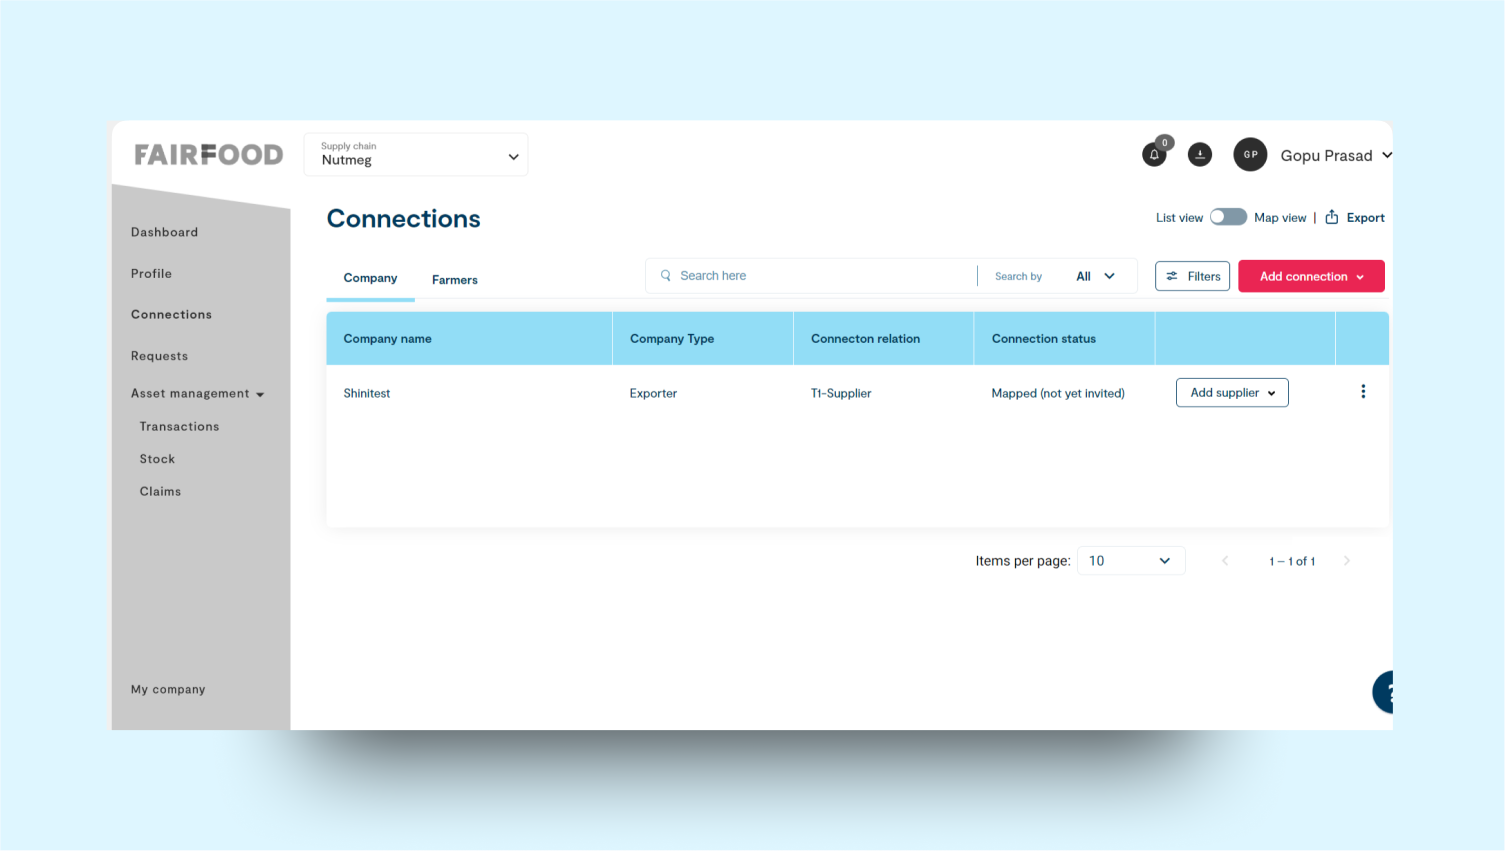 FAIRFOOD
Supply chain
Nutmeg
0
GP
Gopu Prasad
Dashboard
Profile
Connections
Requests
Asset management
Transactions
Stock
Claims
My company
Connections
List view
Map view | Export
Company
Farmers
Search here
Search by
All
Filters
Add connection
Company name
Company Type
Connecton relation
Connection status
Shinitest
Exporter
T1-Supplier
Mapped (not yet invited)
Add supplier
Items per page: 10
1 – 1 of 1
?